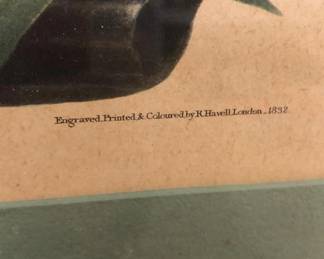 Engraved, Printed, & Coloured, by R. Havell, London, 1832.